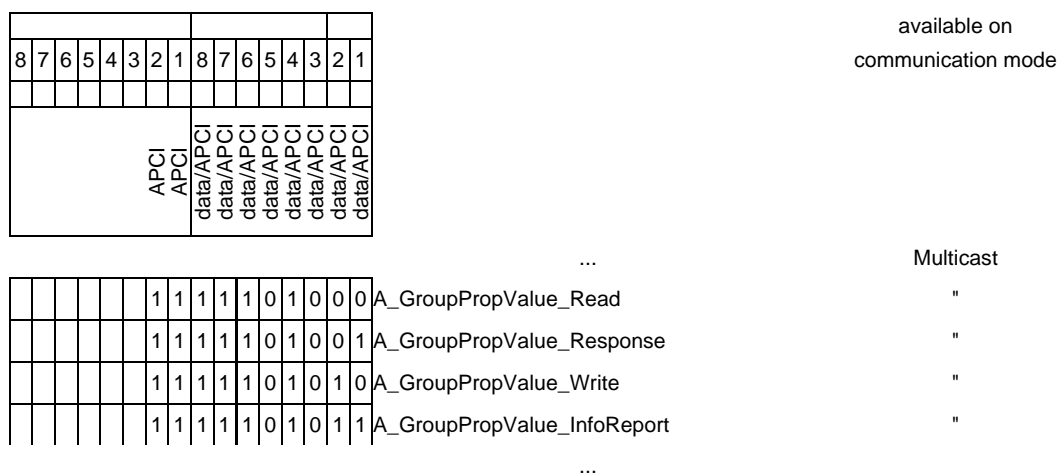 available on
8 7 6 5 4 3 2 1 8 7 6 5 4 3 2 1 communication mode
APCI APCI data/APCI data/APCI data/APCI data/APCI data/APCI data/APCI data/APCI data/APCI
... Multicast
1 1 1 1 1 0 1 0 0 0 A_GroupPropValue_Read "
1 1 1 1 1 0 1 0 0 1 A_GroupPropValue_Response "
1 1 1 1 1 0 1 0 1 0 A_GroupPropValue_Write "
1 1 1 1 1 0 1 0 1 1 A_GroupPropValue_InfoReport "
...